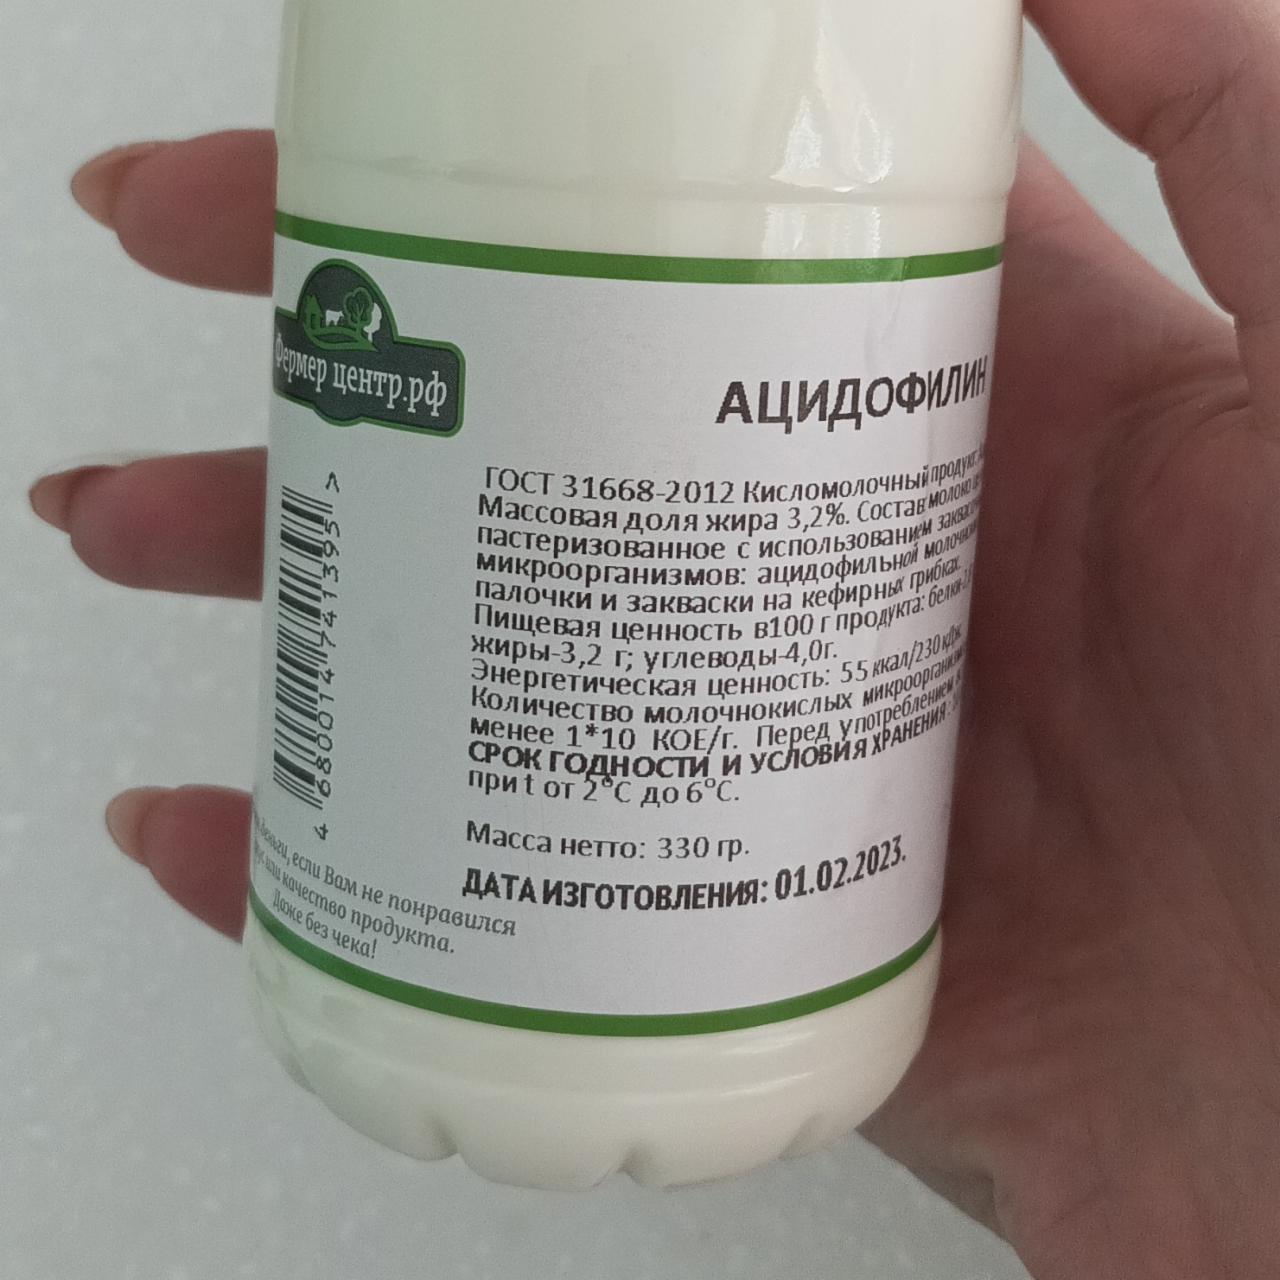 Фермер центр.рф
АЦИДОФИЛИН
ГОСТ 31668-2012 Кисломолочный продукт.
Массовая доля жира 3,2%. Состав молоко
пастеризованное с использованием
микроорганизмов: ацидофильной молочной
палочки и закваски на кефирных грибках.
Пищевая ценность в100 г продукта: белки-
жиры-3,2 г; углеводы-4,0г.
Энергетическая ценность: 55 ккал/230 кДж.
Количество молочнокислых
менее 1*10 КОЕ/г. Перед употреблением
СРОК ГОДНОСТИ И УСЛОВИЯ ХРАНЕНИЯ:
при t от 2°С до 6°С.
Масса нетто: 330 гр.
ДАТА ИЗГОТОВЛЕНИЯ: 01.02.2023.
4 680014 741395 >
деньги, если Вам не понравился
или качество продукта.
Даже без чека!